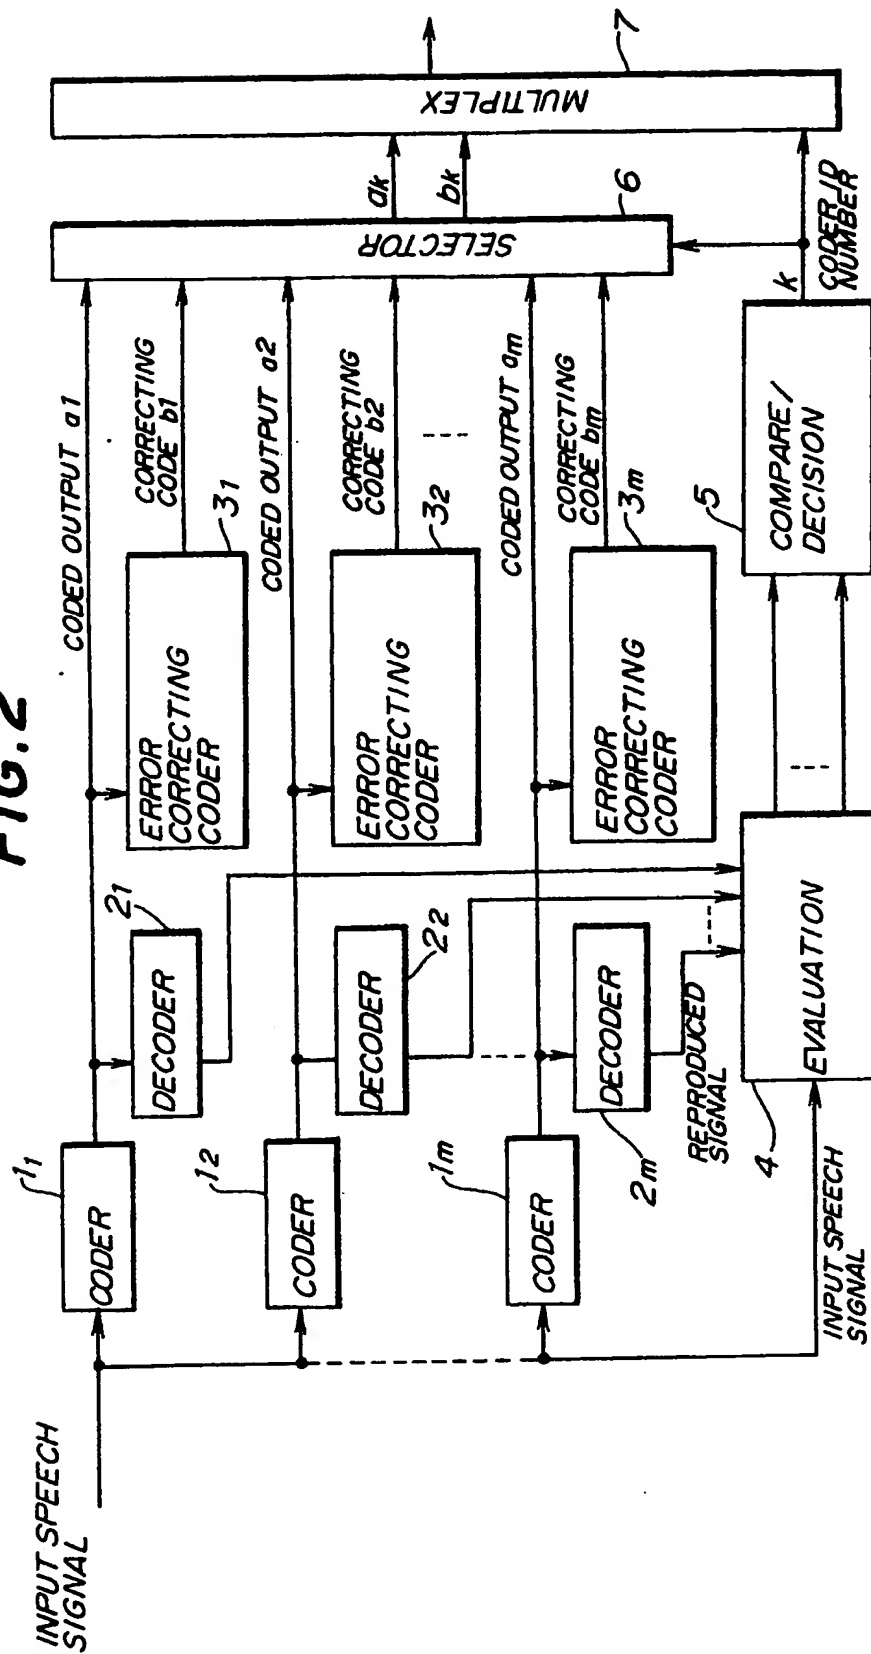 FIG. 2
INPUT SPEECH
SIGNAL
11
CODER
21
DECODER
CODED OUTPUT a1
ERROR
CORRECTING
CODER
31
CORRECTING
CODE b1
12
CODER
DECODER
22
CODED OUTPUT a2
ERROR
CORRECTING
CODER
32
CORRECTING
CODE b2
1m
CODER
DECODER
2m
REPRODUCED
SIGNAL
CODED OUTPUT am
ERROR
CORRECTING
CODER
3m
CORRECTING
CODE bm
SELECTOR
6
ak
bk
MULTIPLEX
7
INPUT SPEECH
SIGNAL
4
EVALUATION
5
COMPARE/
DECISION
k
CODER ID
NUMBER